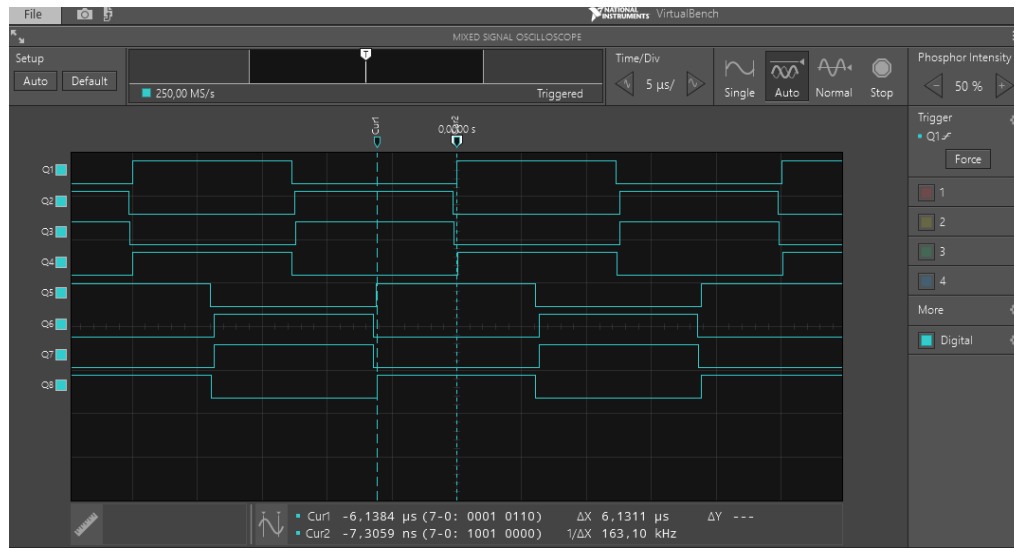 File
NATIONAL INSTRUMENTS VirtualBench
MIXED SIGNAL OSCILLOSCOPE
Setup
Auto Default
T
250,00 MS/s Triggered
Time/Div
5 µs/
Single Auto Normal Stop
Phosphor Intensity
50 %
Trigger
Q1
Force
1
2
3
4
More
Digital
Cur1 0,0000 s Cur2
Q1
Q2
Q3
Q4
Q5
Q6
Q7
Q8
Cur1 -6,1384 µs (7-0: 0001 0110) ΔX 6,1311 µs ΔY ---
Cur2 -7,3059 ns (7-0: 1001 0000) 1/ΔX 163,10 kHz